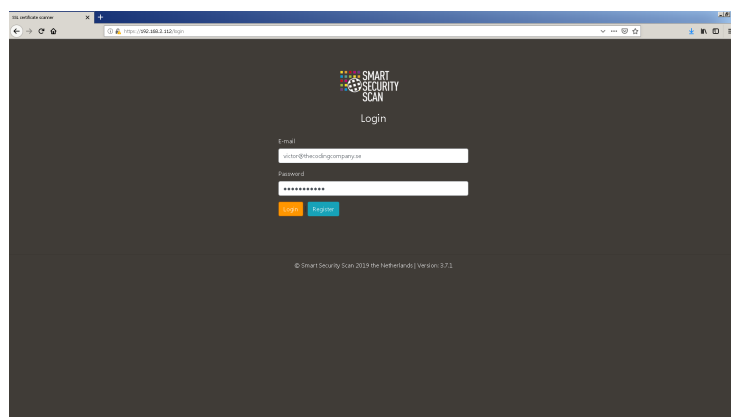 SSL certificate scanner
https://192.168.2.112/login
SMART
SECURITY
SCAN
Login
E-mail
victor@thecodingcompany.se
Password
Login
Register
© Smart Security Scan 2019 the Netherlands | Version: 3.7.1